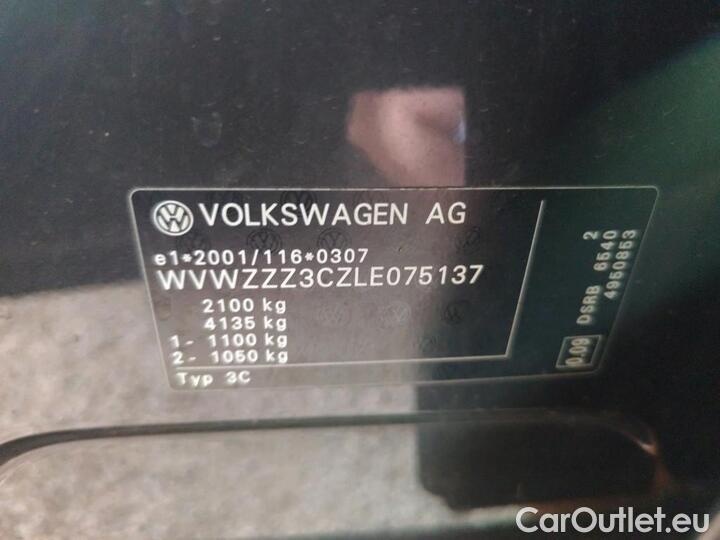 VOLKSWAGEN AG
e1*2001/116*0307
WVWZZZ3CZLE075137
2100 kg
4135 kg
1- 1100 kg
2- 1050 kg
Typ 3C
0.09
DSRB 6540 2
4950853
CarOutlet.eu